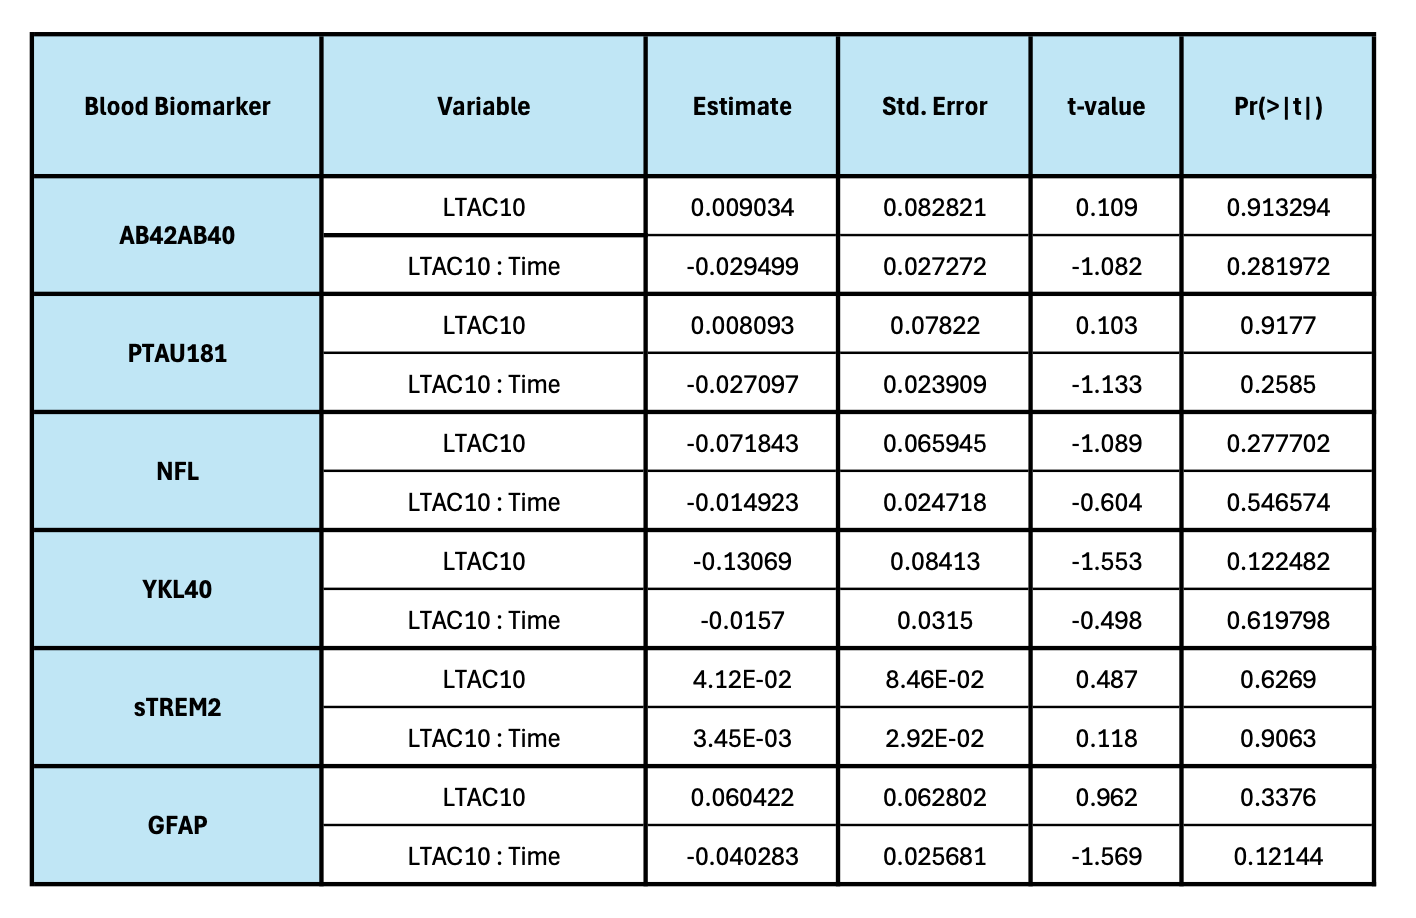 Blood Biomarker Variable Estimate Std. Error t-value Pr(>|t|)
AB42AB40
LTAC10 0.009034 0.082821 0.109 0.913294
LTAC10 : Time -0.029499 0.027272 -1.082 0.281972
PTAU181
LTAC10 0.008093 0.07822 0.103 0.9177
LTAC10 : Time -0.027097 0.023909 -1.133 0.2585
NFL
LTAC10 -0.071843 0.065945 -1.089 0.277702
LTAC10 : Time -0.014923 0.024718 -0.604 0.546574
YKL40
LTAC10 -0.13069 0.08413 -1.553 0.122482
LTAC10 : Time -0.0157 0.0315 -0.498 0.619798
sTREM2
LTAC10 4.12E-02 8.46E-02 0.487 0.6269
LTAC10 : Time 3.45E-03 2.92E-02 0.118 0.9063
GFAP
LTAC10 0.060422 0.062802 0.962 0.3376
LTAC10 : Time -0.040283 0.025681 -1.569 0.12144